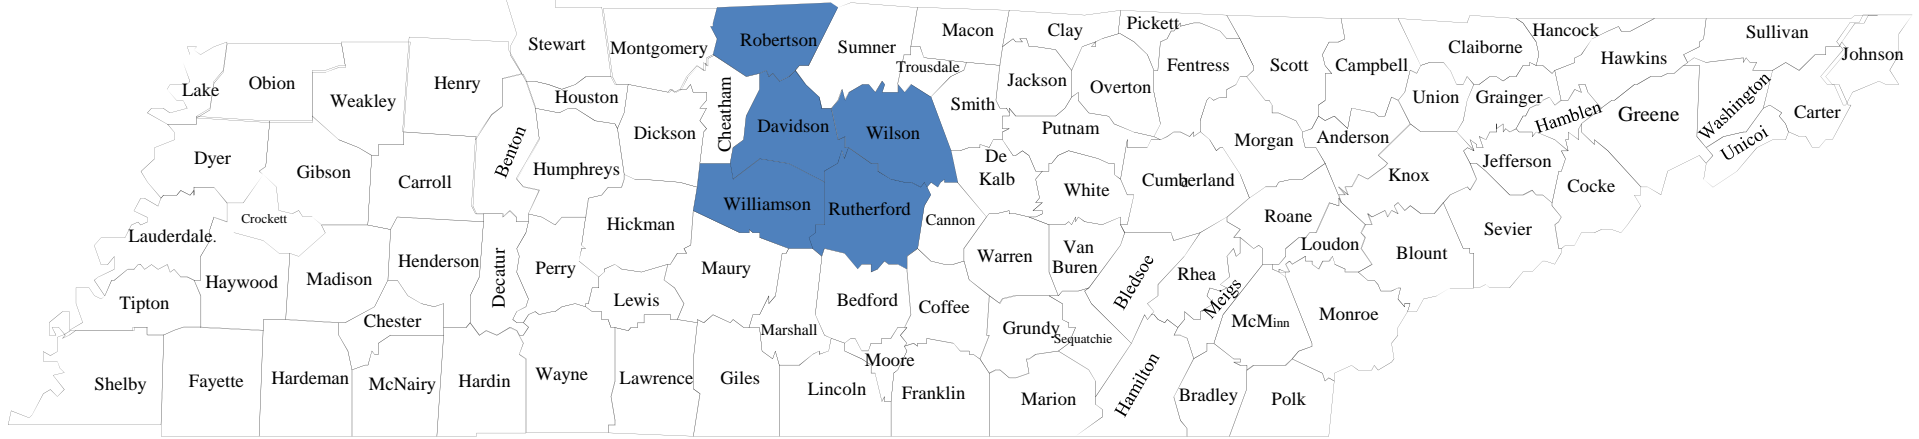 Stewart
Montgomery
Robertson
Sumner
Macon
Clay
Pickett
Hancock
Sullivan
Johnson
Lake
Obion
Weakley
Henry
Houston
Cheatham
Trousdale
Jackson
Overton
Fentress
Scott
Campbell
Claiborne
Hawkins
Union
Grainger
Hamblen
Greene
Washington
Unicoi
Carter
Dyer
Gibson
Carroll
Benton
Humphreys
Dickson
Davidson
Wilson
Smith
Putnam
De
Kalb
White
Cumberland
Morgan
Anderson
Knox
Jefferson
Cocke
Sevier
Lauderdale.
Crockett
Haywood
Madison
Henderson
Decatur
Perry
Hickman
Williamson
Rutherford
Cannon
Warren
Van
Buren
Bledsoe
Rhea
Meigs
Roane
Loudon
Blount
Tipton
Chester
Lewis
Maury
Marshall
Bedford
Coffee
Grundy
Sequatchie
McMinn
Monroe
Shelby
Fayette
Hardeman
McNairy
Hardin
Wayne
Lawrence
Giles
Lincoln
Moore
Franklin
Marion
Hamilton
Bradley
Polk